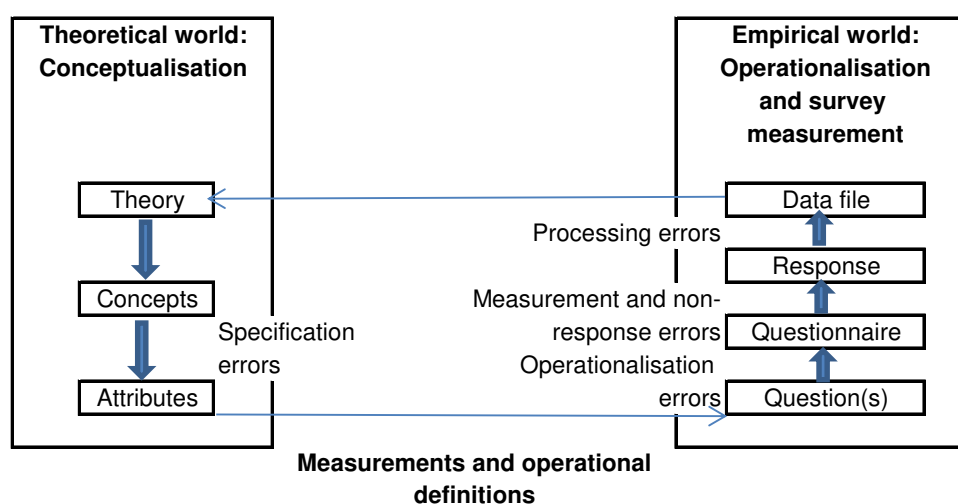 Theoretical world:
Conceptualisation
Theory
Concepts
Specification
errors
Attributes
Empirical world:
Operationalisation
and survey
measurement
Data file
Processing errors
Response
Measurement and non-
response errors
Questionnaire
Operationalisation
errors
Question(s)
Measurements and operational
definitions